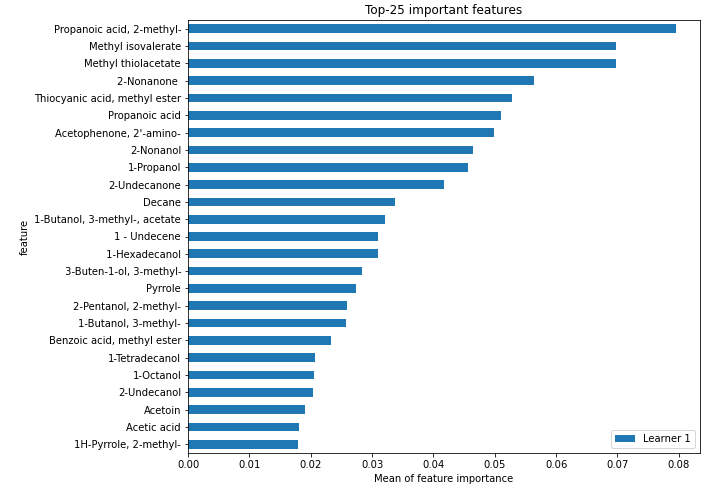 Top-25 important features
Propanoic acid, 2-methyl-
Methyl isovalerate
Methyl thiolacetate
2-Nonanone
Thiocyanic acid, methyl ester
Propanoic acid
Acetophenone, 2'-amino-
2-Nonanol
1-Propanol
2-Undecanone
Decane
1-Butanol, 3-methyl-, acetate
1 - Undecene
1-Hexadecanol
3-Buten-1-ol, 3-methyl-
Pyrrole
2-Pentanol, 2-methyl-
1-Butanol, 3-methyl-
Benzoic acid, methyl ester
1-Tetradecanol
1-Octanol
2-Undecanol
Acetoin
Acetic acid
1H-Pyrrole, 2-methyl-
feature
Learner 1
0.00 0.01 0.02 0.03 0.04 0.05 0.06 0.07 0.08
Mean of feature importance